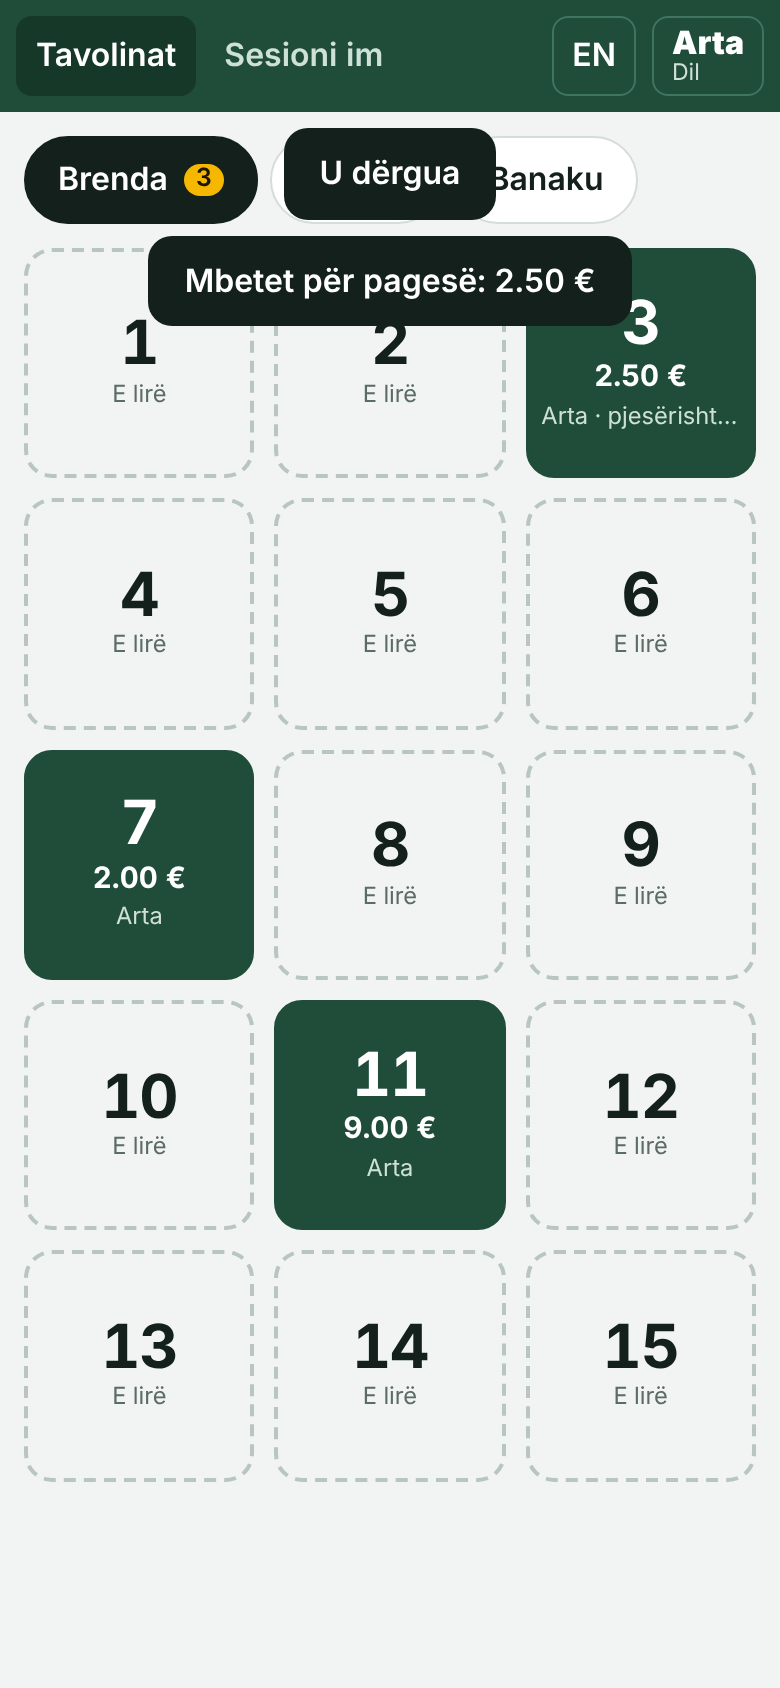 Tavolinat
Sesioni im
EN
Arta
Dil
Brenda 3
U dërgua
Banaku
Mbetet për pagesë: 2.50 €
1
E lirë
2
E lirë
3
2.50 €
Arta · pjesërisht...
4
E lirë
5
E lirë
6
E lirë
7
2.00 €
Arta
8
E lirë
9
E lirë
10
E lirë
11
9.00 €
Arta
12
E lirë
13
E lirë
14
E lirë
15
E lirë